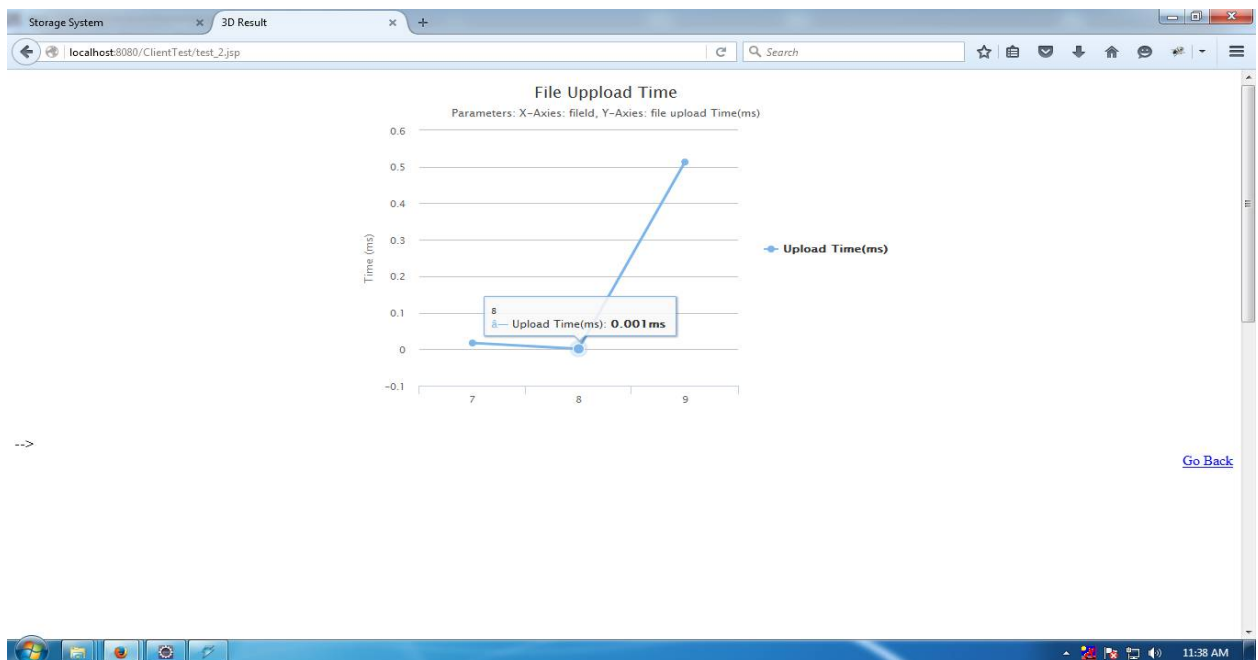 Storage System
3D Result
localhost:8080/ClientTest/test_2.jsp
Search
File Uppload Time
Parameters: X-Axies: fileId, Y-Axies: file upload Time(ms)
0.6
0.5
0.4
0.3
0.2
0.1
0
-0.1
Time (ms)
8
â— Upload Time(ms): 0.001ms
Upload Time(ms)
7 8 9
-->
Go Back
11:38 AM